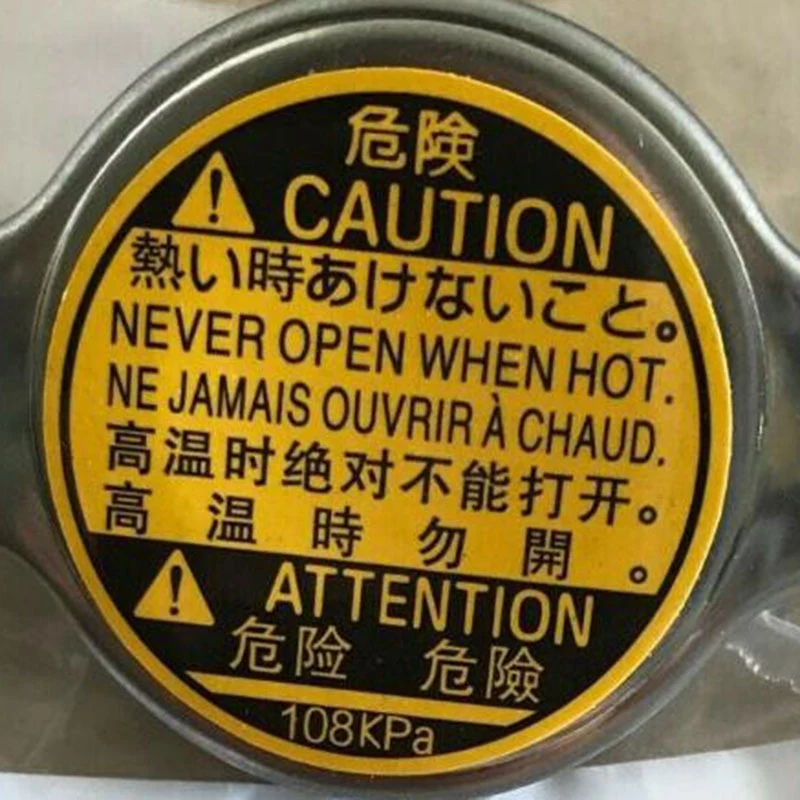 危険
CAUTION
熱い時あけないこと。
NEVER OPEN WHEN HOT.
NE JAMAIS OUVRIR À CHAUD.
高温时绝对不能打开。
高温時勿開。
ATTENTION
危险 危險
108KPa